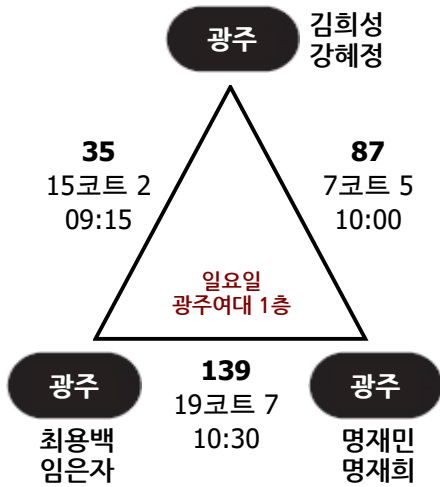 광주
김희성
강혜정
35
15코트 2
09:15
87
7코트 5
10:00
일요일
광주여대 1층
광주
최용백
임은자
139
19코트 7
10:30
광주
명재민
명재희